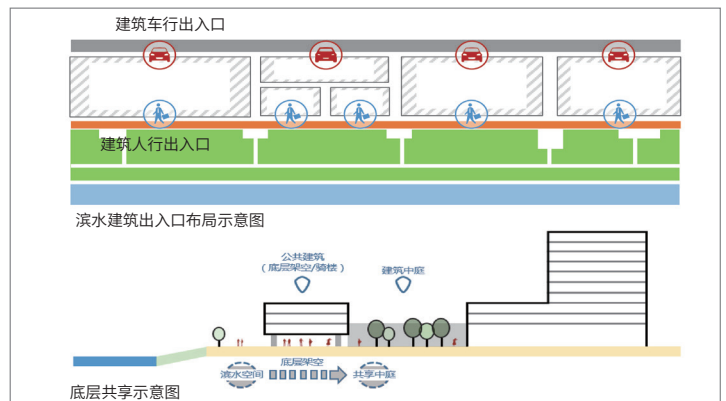 建筑车行出入口
建筑人行出入口
滨水建筑出入口布局示意图
公共建筑
（底层架空/骑楼）
建筑中庭
底层架空
滨水空间
共享中庭
底层共享示意图